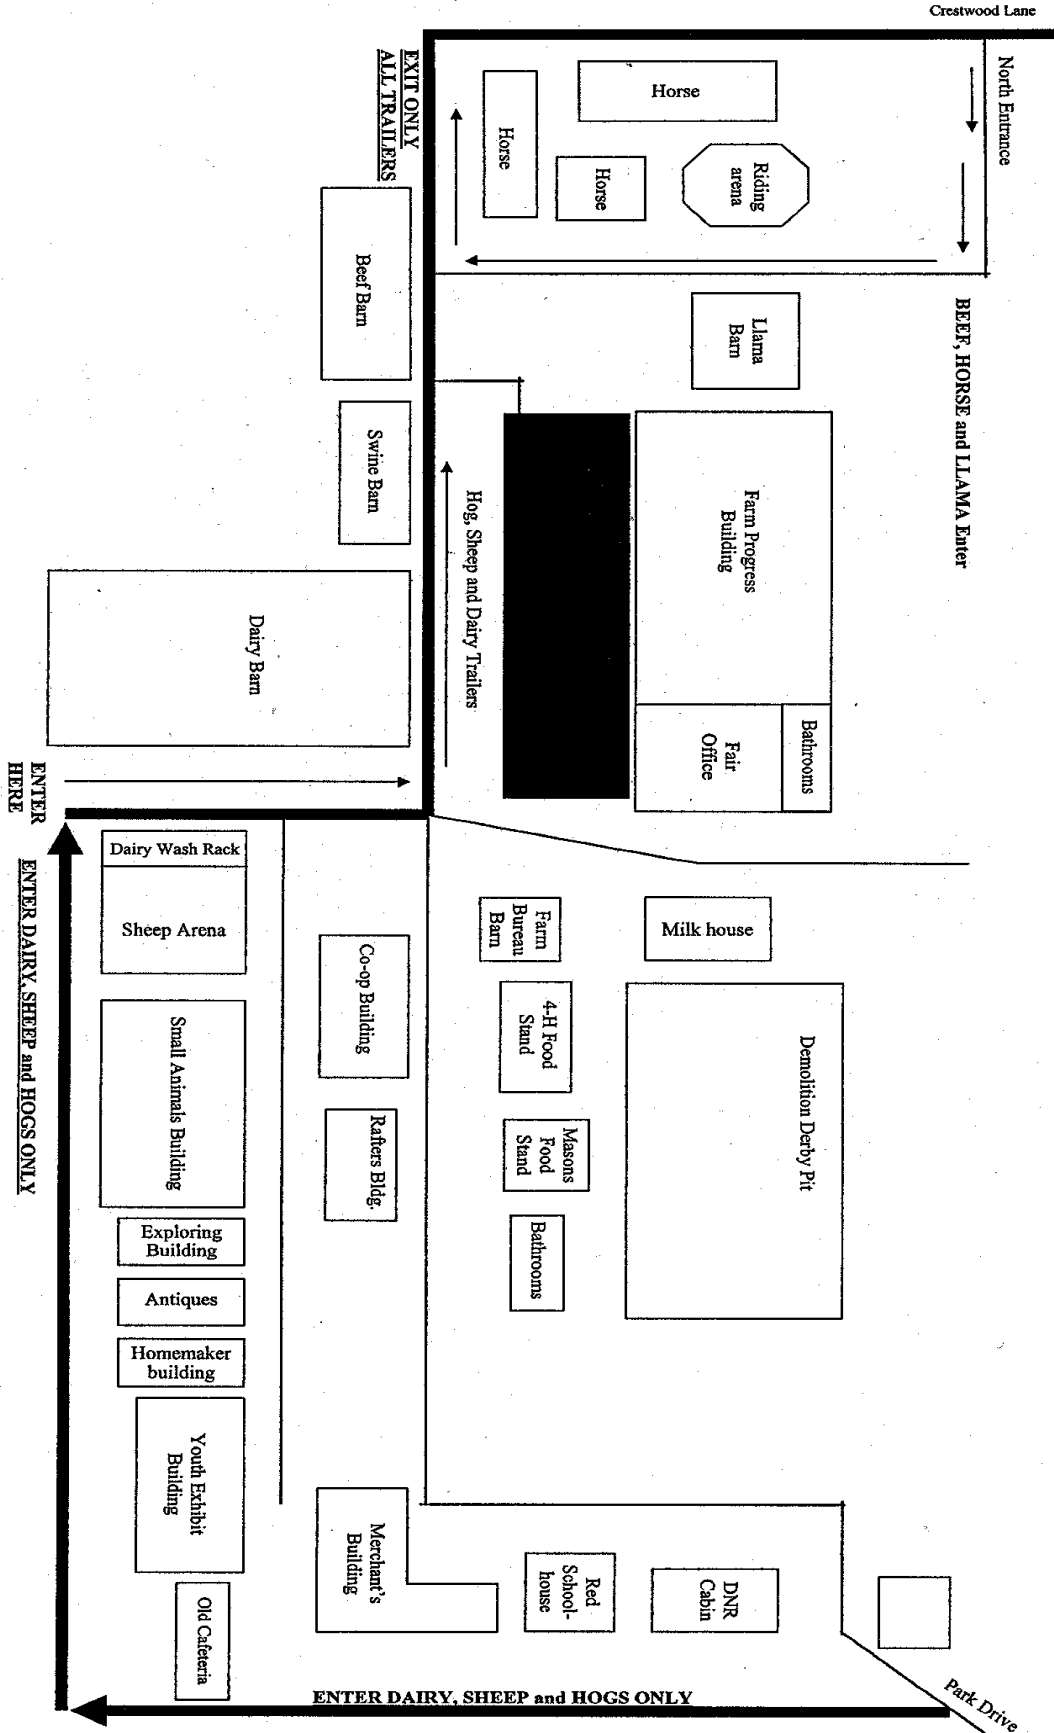 Crestwood Lane
North Entrance
EXIT ONLY
ALL TRAILERS
Horse
Horse
Horse
Riding
arena
Beef Barn
Llama
Barn
BEEF, HORSE and LLAMA Enter
Swine Barn
Hog, Sheep and Dairy Trailers
Farm Progress
Building
Dairy Barn
Fair
Office
Bathrooms
ENTER
HERE
Dairy Wash Rack
Sheep Arena
ENTER DAIRY, SHEEP and HOGS ONLY
Co-op Building
Farm
Bureau
Barn
Milk house
4-H Food
Stand
Small Animals Building
Demolition Derby Pit
Rafters Bldg.
Masons
Food
Stand
Exploring
Building
Bathrooms
Antiques
Homemaker
building
Youth Exhibit
Building
Merchant's
Building
Red
School-
house
DNR
Cabin
Old Cafeteria
ENTER DAIRY, SHEEP and HOGS ONLY
Park Drive